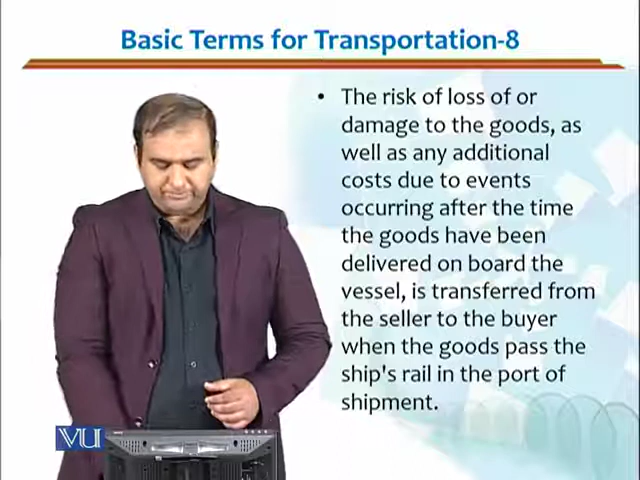 Basic Terms for Transportation-8
• The risk of loss of or
damage to the goods, as
well as any additional
costs due to events
occurring after the time
the goods have been
delivered on board the
vessel, is transferred from
the seller to the buyer
when the goods pass the
ship's rail in the port of
shipment.
VU